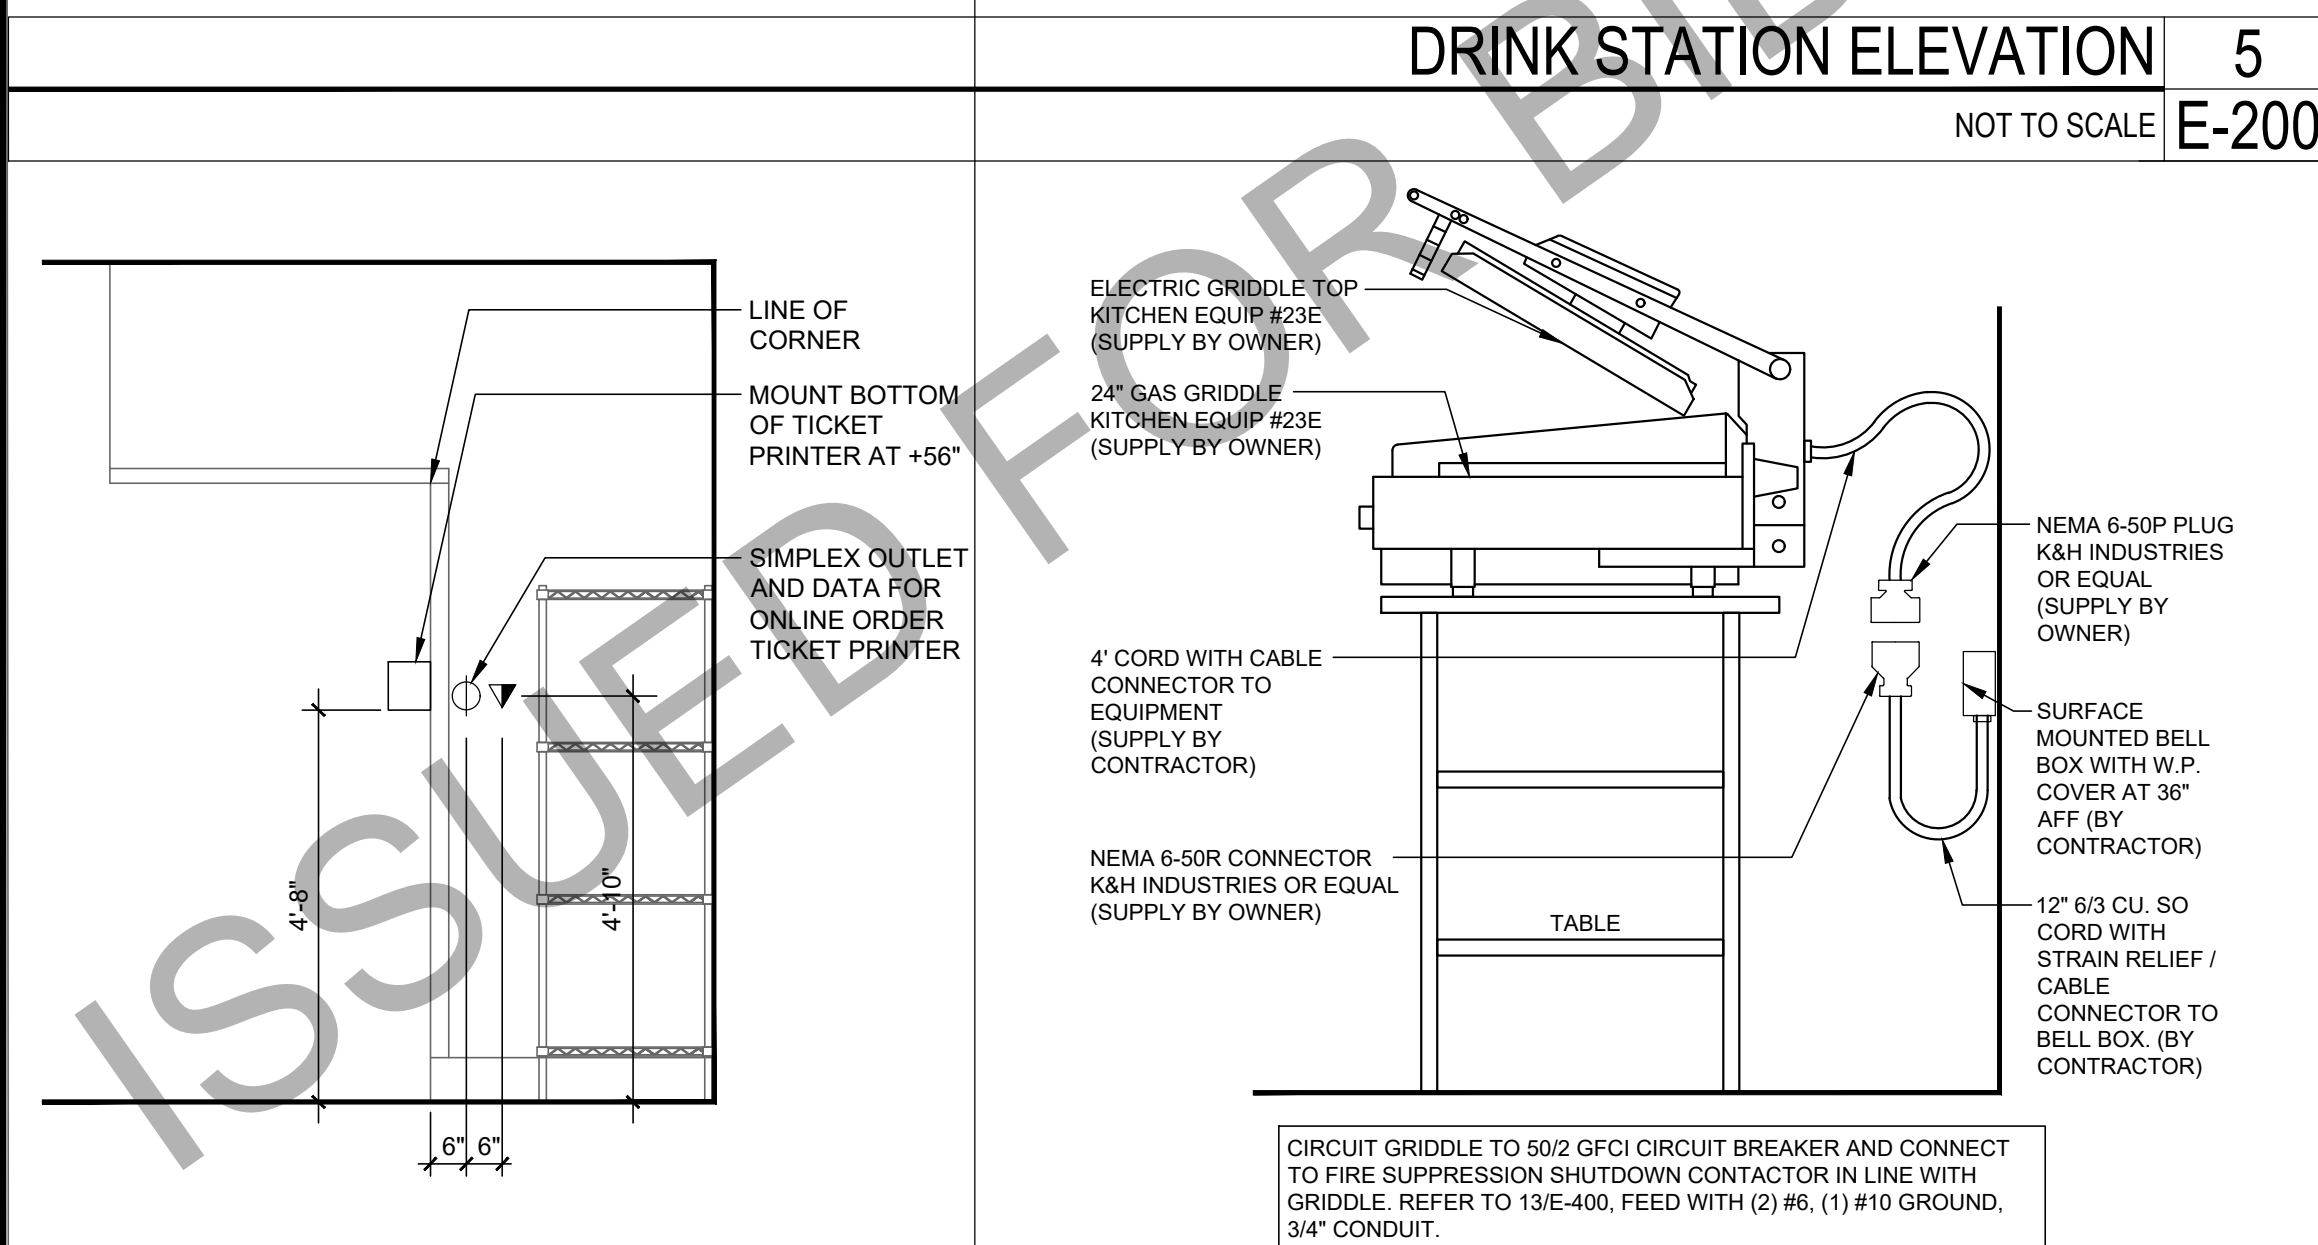 DRINK STATION ELEVATION
5
NOT TO SCALE
E-200
LINE OF
CORNER
MOUNT BOTTOM
OF TICKET
PRINTER AT +56"
SIMPLEX OUTLET
AND DATA FOR
ONLINE ORDER
TICKET PRINTER
4'-8"
4'-10"
6"
6"
ELECTRIC GRIDDLE TOP
KITCHEN EQUIP #23E
(SUPPLY BY OWNER)
24" GAS GRIDDLE
KITCHEN EQUIP #23E
(SUPPLY BY OWNER)
4' CORD WITH CABLE
CONNECTOR TO
EQUIPMENT
(SUPPLY BY
CONTRACTOR)
NEMA 6-50R CONNECTOR
K&H INDUSTRIES OR EQUAL
(SUPPLY BY OWNER)
TABLE
NEMA 6-50P PLUG
K&H INDUSTRIES
OR EQUAL
(SUPPLY BY
OWNER)
SURFACE
MOUNTED BELL
BOX WITH W.P.
COVER AT 36"
AFF (BY
CONTRACTOR)
12" 6/3 CU. SO
CORD WITH
STRAIN RELIEF /
CABLE
CONNECTOR TO
BELL BOX. (BY
CONTRACTOR)
CIRCUIT GRIDDLE TO 50/2 GFCI CIRCUIT BREAKER AND CONNECT
TO FIRE SUPPRESSION SHUTDOWN CONTACTOR IN LINE WITH
GRIDDLE. REFER TO 13/E-400, FEED WITH (2) #6, (1) #10 GROUND,
3/4" CONDUIT.
ISSUED FOR BI